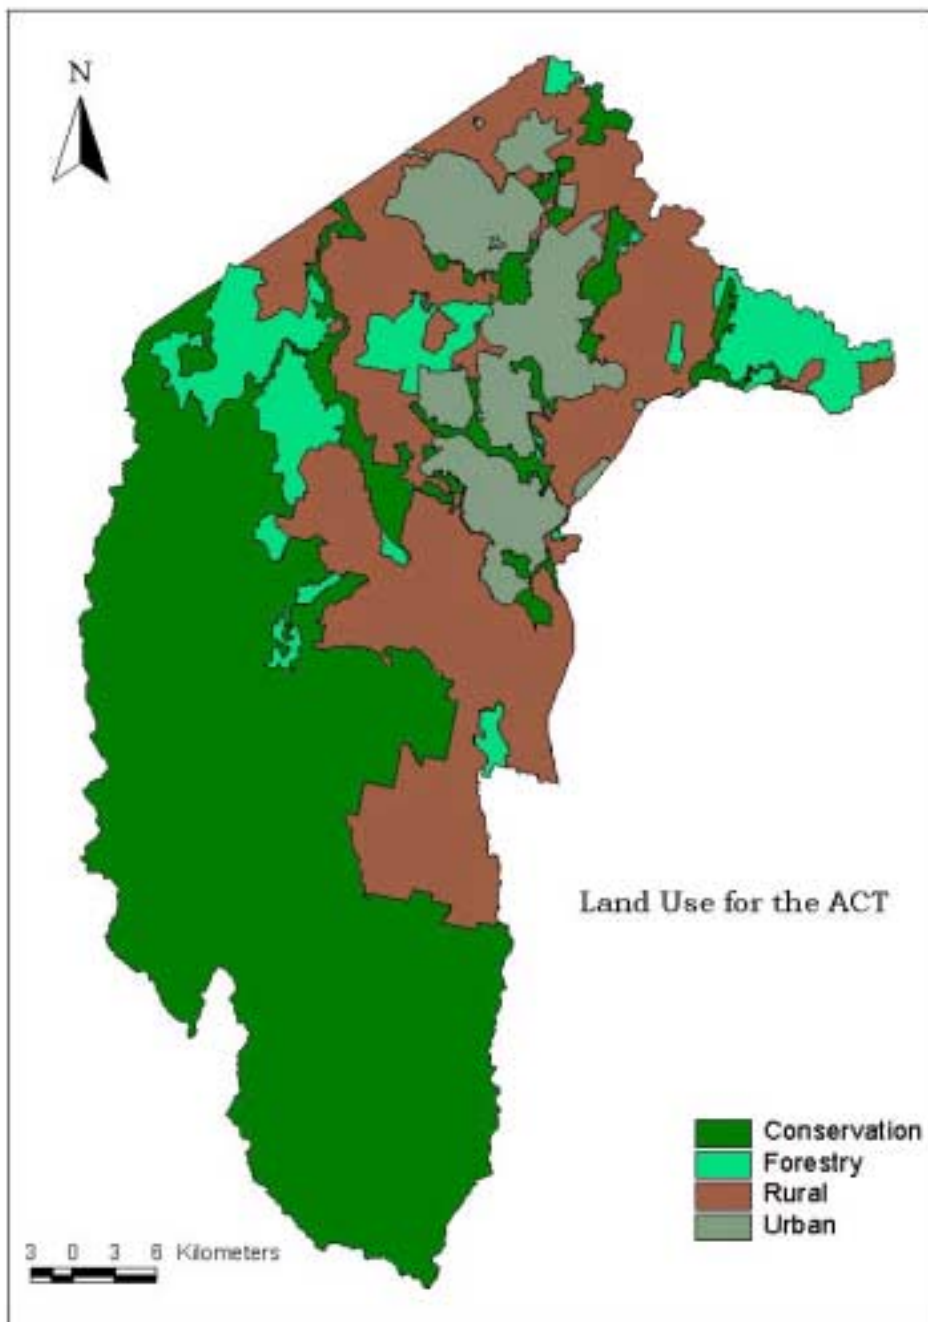 N
Land Use for the ACT
Conservation
Forestry
Rural
Urban
3 0 3 6 Kilometers